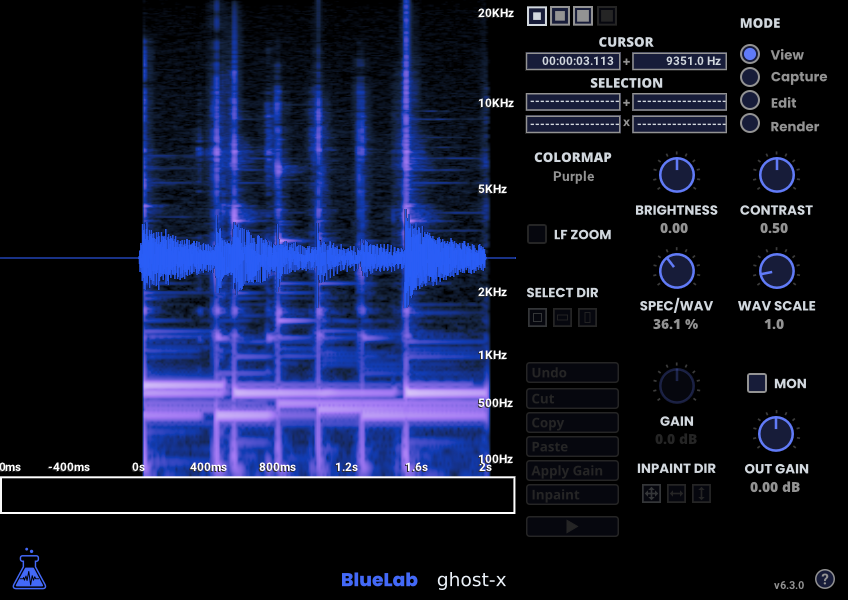 20KHz
10KHz
5KHz
2KHz
1KHz
500Hz
100Hz
0ms -400ms 0s 400ms 800ms 1.2s 1.6s 2s
CURSOR
00:00:03.113 + 9351.0 Hz
SELECTION
-------------- + --------------
-------------- x --------------
MODE
View
Capture
Edit
Render
COLORMAP
Purple
BRIGHTNESS
0.00
CONTRAST
0.50
LF ZOOM
SELECT DIR
SPEC/WAV
36.1 %
WAV SCALE
1.0
Undo
Cut
Copy
Paste
Apply Gain
Inpaint
GAIN
0.0 dB
MON
INPAINT DIR
OUT GAIN
0.00 dB
BlueLab ghost-x
v6.3.0 ?